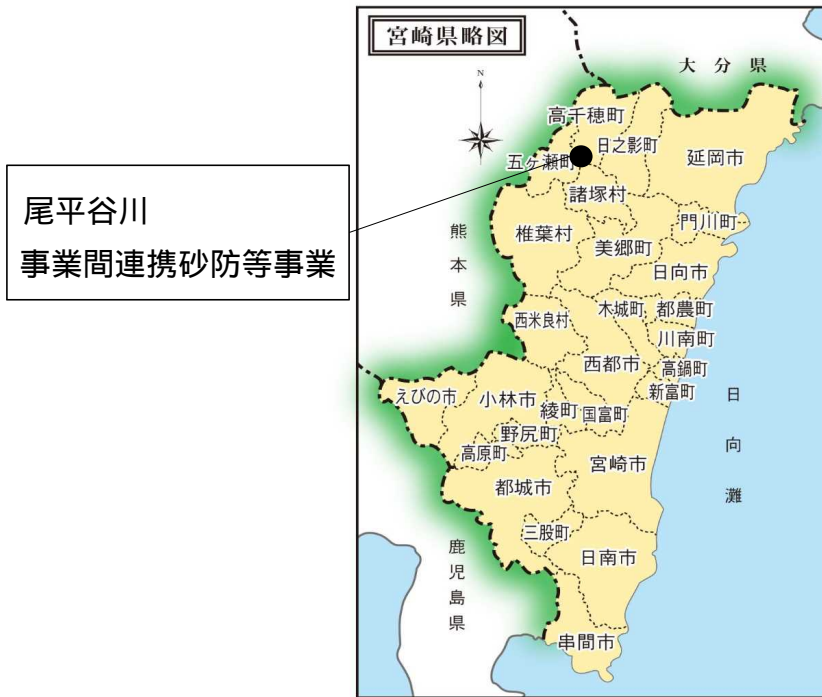 宮崎県略図
大分県
N
高千穂町
日之影町
延岡市
五ヶ瀬町
尾平谷川
事業間連携砂防等事業
諸塚村
門川町
熊本県
椎葉村
美郷町
日向市
西米良村
木城町
都農町
川南町
西都市
高鍋町
新富町
えびの市
小林市
綾町
国富町
日向灘
野尻町
高原町
宮崎市
都城市
三股町
鹿児島県
日南市
串間市